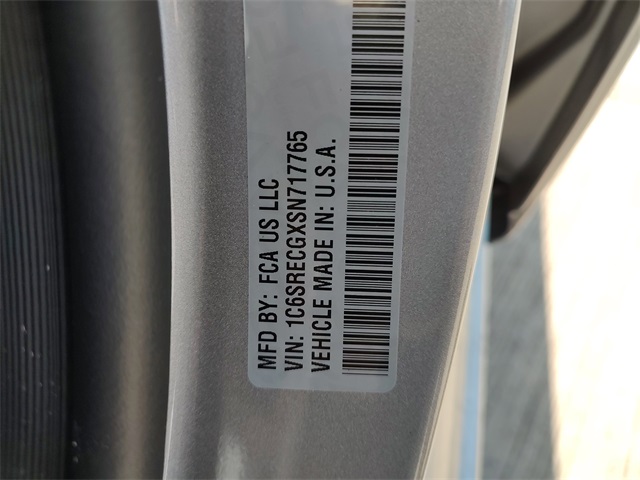 MFD BY: FCA US LLC
VIN: 1C6SRECGXSN717765
VEHICLE MADE IN: U.S.A.